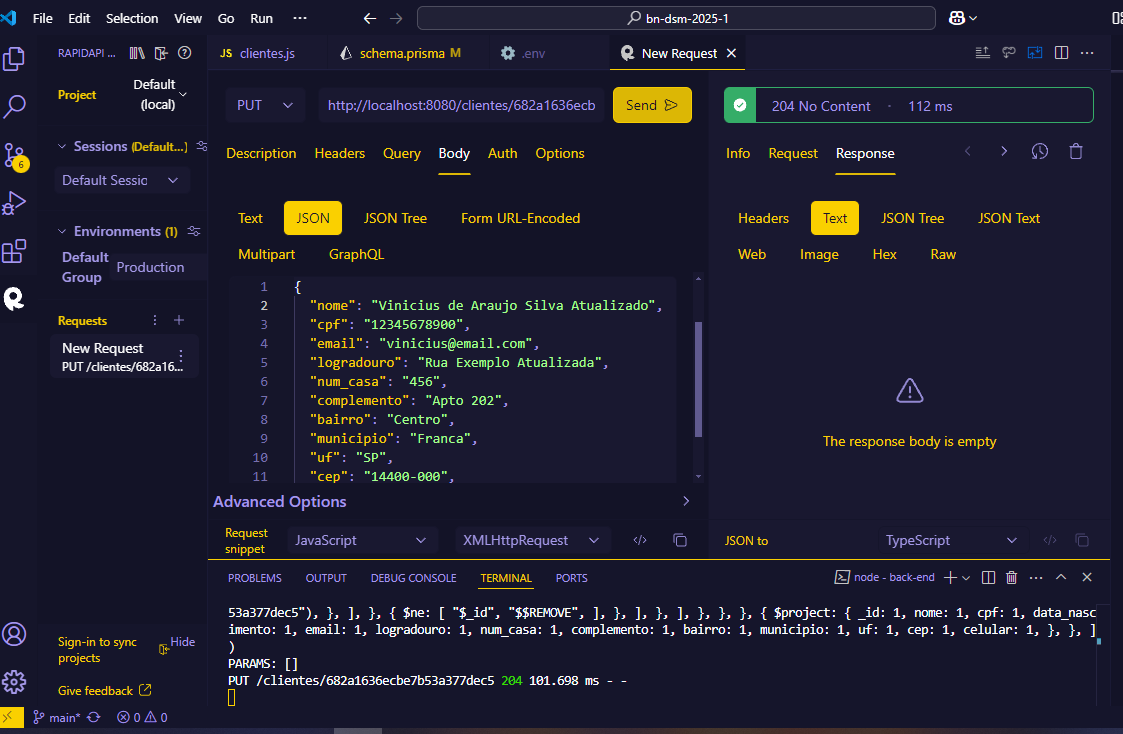 File Edit Selection View Go Run ··· bn-dsm-2025-1
RAPIDAPI ...
JS clientes.js
schema.prisma M
.env
New Request
Project
Default (local)
Sessions (Default...)
Default Sessic
Environments (1)
Default Group
Production
Requests
New Request
PUT /clientes/682a16...
6
Sign-in to sync projects
Hide
Give feedback
PUT
http://localhost:8080/clientes/682a1636ecb
Send
Description Headers Query Body Auth Options
Text JSON JSON Tree Form URL-Encoded
Multipart GraphQL
1 {
2 "nome": "Vinicius de Araujo Silva Atualizado",
3 "cpf": "12345678900",
4 "email": "vinicius@email.com",
5 "logradouro": "Rua Exemplo Atualizada",
6 "num_casa": "456",
7 "complemento": "Apto 202",
8 "bairro": "Centro",
9 "municipio": "Franca",
10 "uf": "SP",
11 "cep": "14400-000",
Advanced Options
Request snippet
JavaScript
XMLHttpRequest
204 No Content · 112 ms
Info Request Response
Headers Text JSON Tree JSON Text
Web Image Hex Raw
The response body is empty
JSON to
TypeScript
PROBLEMS OUTPUT DEBUG CONSOLE TERMINAL PORTS
node - back-end
53a377dec5"), }, ], }, { $ne: [ "$_id", "$$REMOVE", ], }, ], }, ], }, }, }, { $project: { _id: 1, nome: 1, cpf: 1, data_nasc
imento: 1, email: 1, logradouro: 1, num_casa: 1, complemento: 1, bairro: 1, municipio: 1, uf: 1, cep: 1, celular: 1, }, }, ]
)
PARAMS: []
PUT /clientes/682a1636ecbe7b53a377dec5 204 101.698 ms - -
main* 0 0